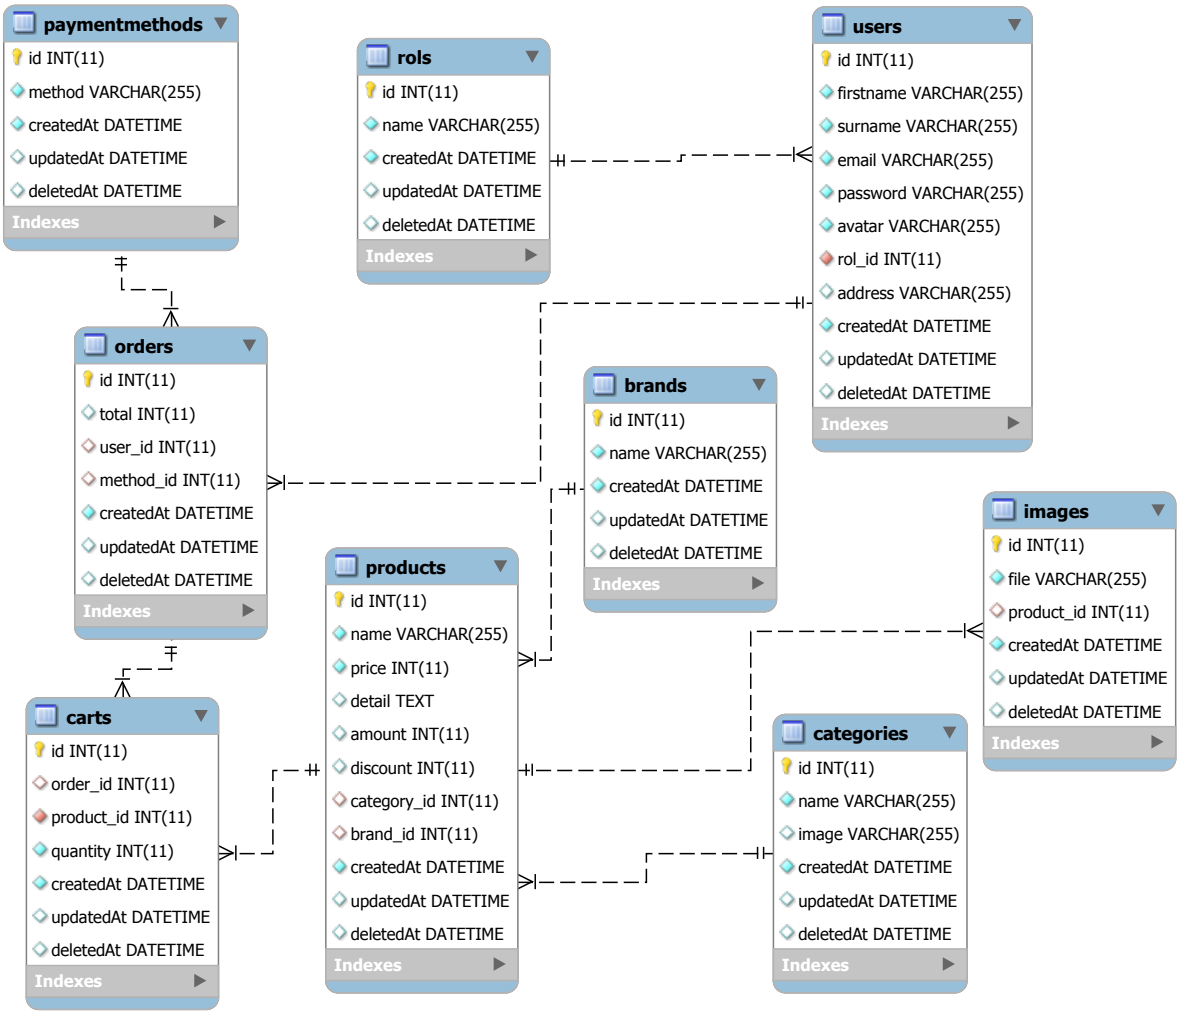 paymentmethods
id INT(11)
method VARCHAR(255)
createdAt DATETIME
updatedAt DATETIME
deletedAt DATETIME
Indexes
rols
id INT(11)
name VARCHAR(255)
createdAt DATETIME
updatedAt DATETIME
deletedAt DATETIME
Indexes
users
id INT(11)
firstname VARCHAR(255)
surname VARCHAR(255)
email VARCHAR(255)
password VARCHAR(255)
avatar VARCHAR(255)
rol_id INT(11)
address VARCHAR(255)
createdAt DATETIME
updatedAt DATETIME
deletedAt DATETIME
Indexes
orders
id INT(11)
total INT(11)
user_id INT(11)
method_id INT(11)
createdAt DATETIME
updatedAt DATETIME
deletedAt DATETIME
Indexes
brands
id INT(11)
name VARCHAR(255)
createdAt DATETIME
updatedAt DATETIME
deletedAt DATETIME
Indexes
images
id INT(11)
file VARCHAR(255)
product_id INT(11)
createdAt DATETIME
updatedAt DATETIME
deletedAt DATETIME
Indexes
products
id INT(11)
name VARCHAR(255)
price INT(11)
detail TEXT
amount INT(11)
discount INT(11)
category_id INT(11)
brand_id INT(11)
createdAt DATETIME
updatedAt DATETIME
deletedAt DATETIME
Indexes
carts
id INT(11)
order_id INT(11)
product_id INT(11)
quantity INT(11)
createdAt DATETIME
updatedAt DATETIME
deletedAt DATETIME
Indexes
categories
id INT(11)
name VARCHAR(255)
image VARCHAR(255)
createdAt DATETIME
updatedAt DATETIME
deletedAt DATETIME
Indexes